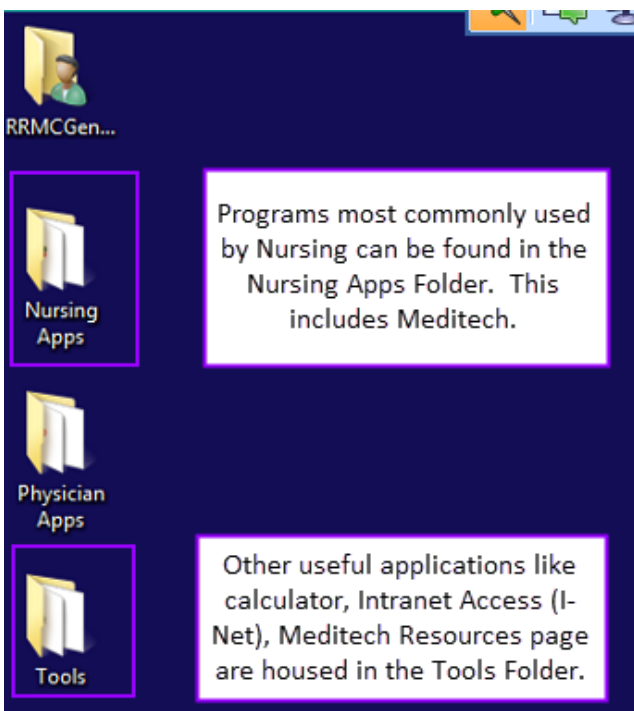 RRMCGen...
Nursing
Apps
Programs most commonly used
by Nursing can be found in the
Nursing Apps Folder.  This
includes Meditech.
Physician
Apps
Tools
Other useful applications like
calculator, Intranet Access (I-
Net), Meditech Resources page
are housed in the Tools Folder.